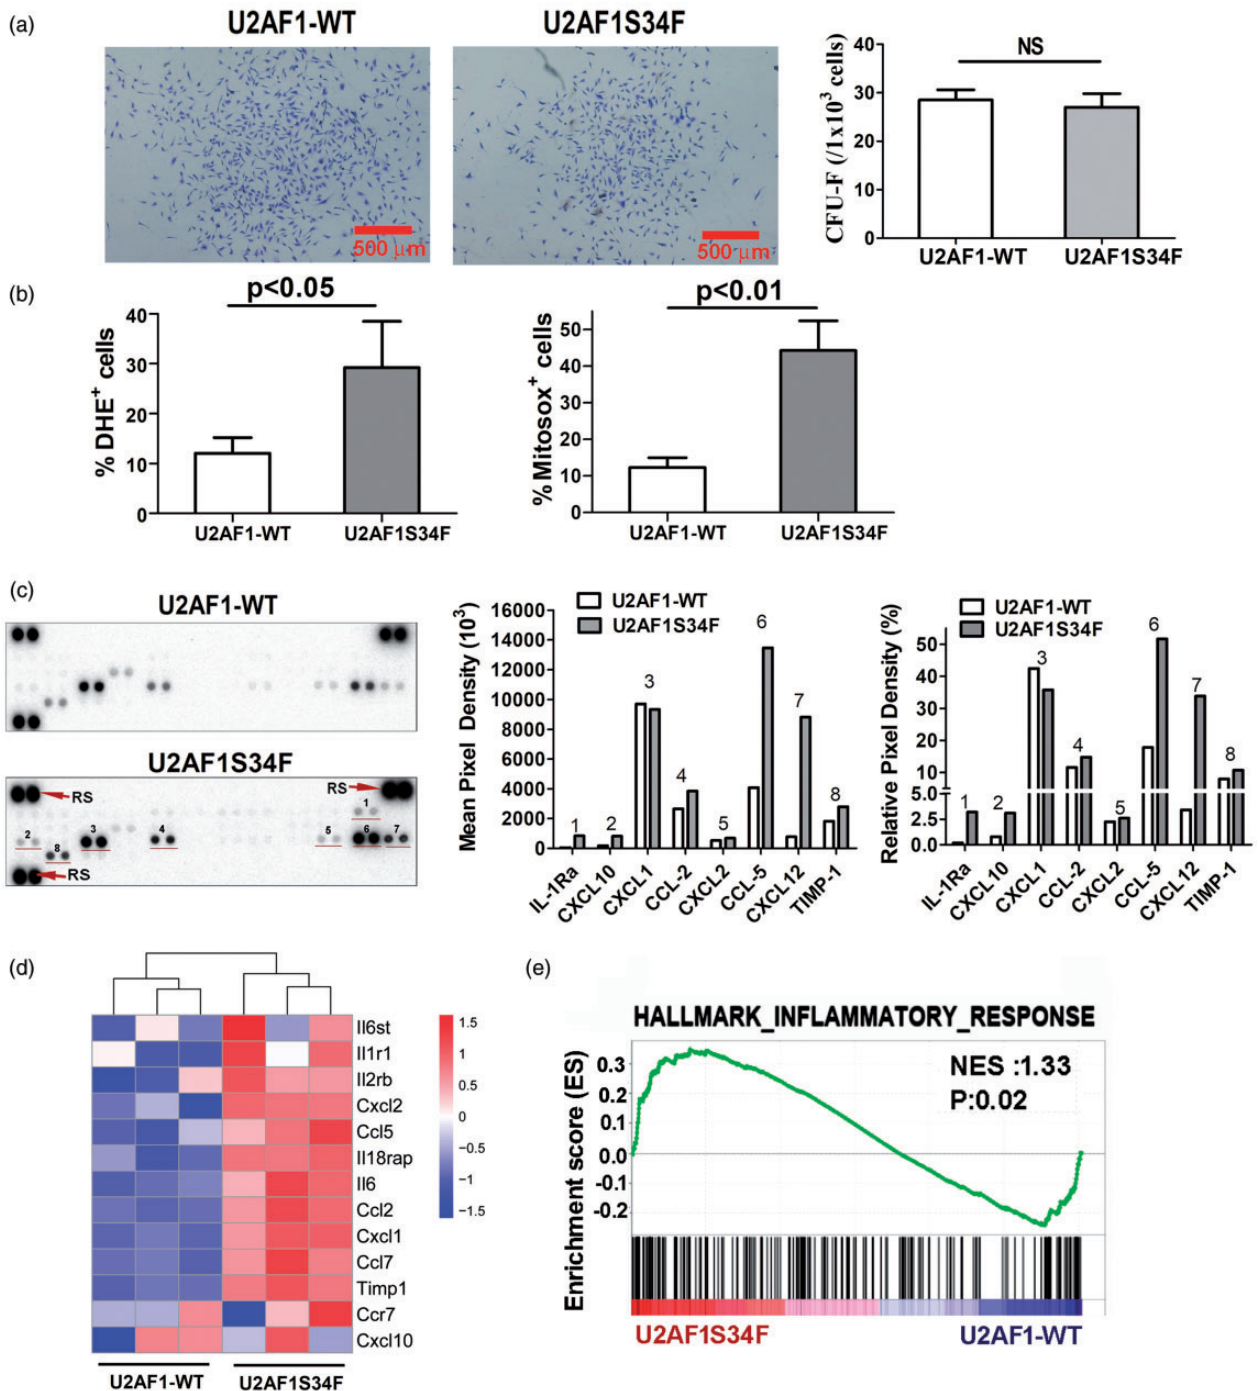 (a)
U2AF1-WT
U2AF1S34F
500 μm
500 μm
CFU-F (/1x10³ cells)
40
30
20
10
0
NS
U2AF1-WT
U2AF1S34F
(b)
% DHE⁺ cells
40
30
20
10
0
p<0.05
U2AF1-WT
U2AF1S34F
% Mitosox⁺ cells
50
40
30
20
10
0
p<0.01
U2AF1-WT
U2AF1S34F
(c)
U2AF1-WT
U2AF1S34F
RS
RS
1
2
3
4
5
6
7
8
RS
Mean Pixel Density (10³)
16000
14000
12000
10000
8000
6000
4000
2000
0
U2AF1-WT
U2AF1S34F
1
2
3
4
5
6
7
8
IL-1Ra
CXCL10
CXCL1
CCL-2
CXCL2
CCL-5
CXCL12
TIMP-1
Relative Pixel Density (%)
50
40
30
20
10
5.0
2.5
0.0
U2AF1-WT
U2AF1S34F
1
2
3
4
5
6
7
8
IL-1Ra
CXCL10
CXCL1
CCL-2
CXCL2
CCL-5
CXCL12
TIMP-1
(d)
Il6st
Il1r1
Il2rb
Cxcl2
Ccl5
Il18rap
Il6
Ccl2
Cxcl1
Ccl7
Timp1
Ccr7
Cxcl10
1.5
1
0.5
0
−0.5
−1
−1.5
U2AF1-WT
U2AF1S34F
(e)
HALLMARK_INFLAMMATORY_RESPONSE
Enrichment score (ES)
0.3
0.2
0.1
0.0
-0.1
-0.2
NES :1.33
P:0.02
U2AF1S34F
U2AF1-WT